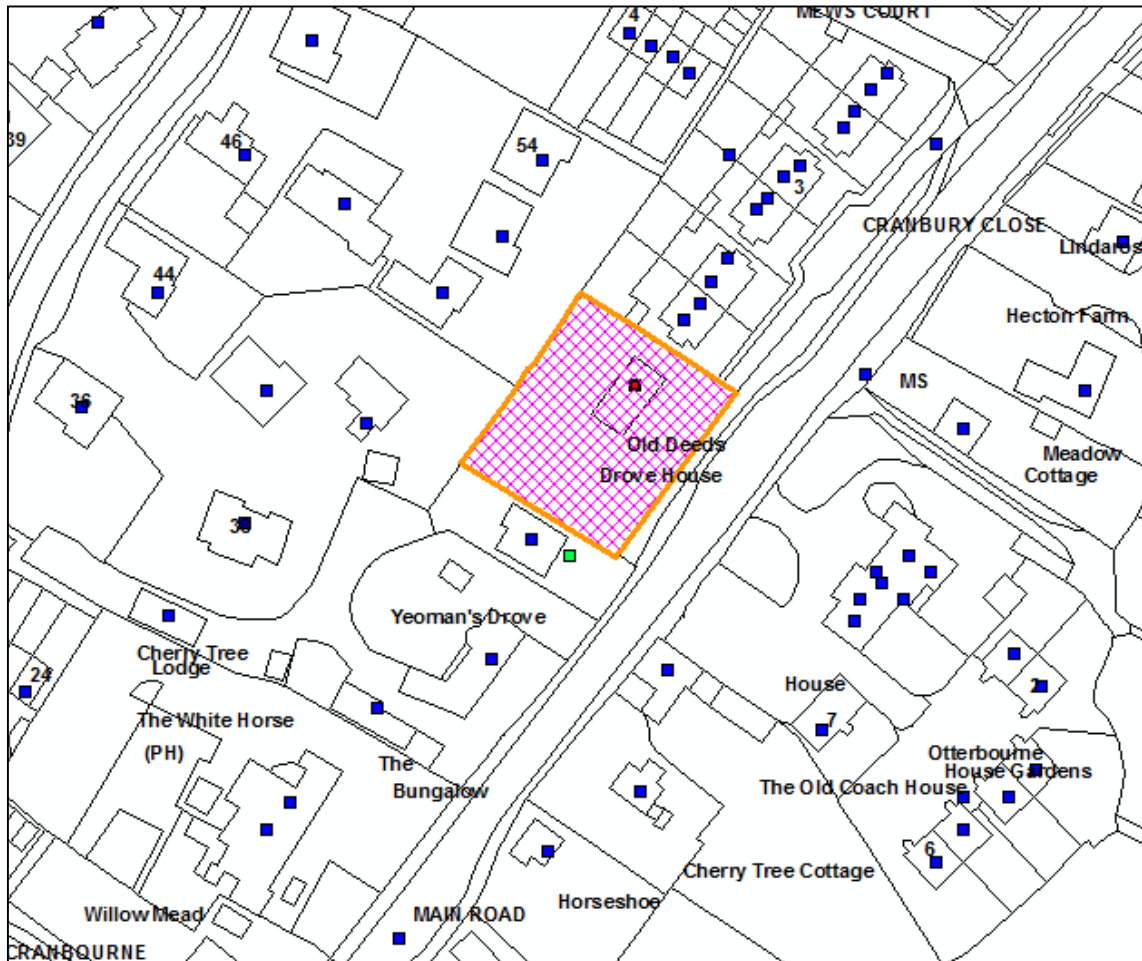 MEWS COURT
4
39
46
54
3
CRANBURY CLOSE
Lindaros
44
Hecton Farm
MS
36
Old Deeds
Meadow
Cottage
Drove House
38
Yeoman's Drove
Cherry Tree
Lodge
24
House
2
The White Horse
7
(PH)
Otterbourne
The
House Gardens
Bungalow
The Old Coach House
6
Cherry Tree Cottage
Horseshoe
Willow Mead
MAIN ROAD
CRANBOURNE